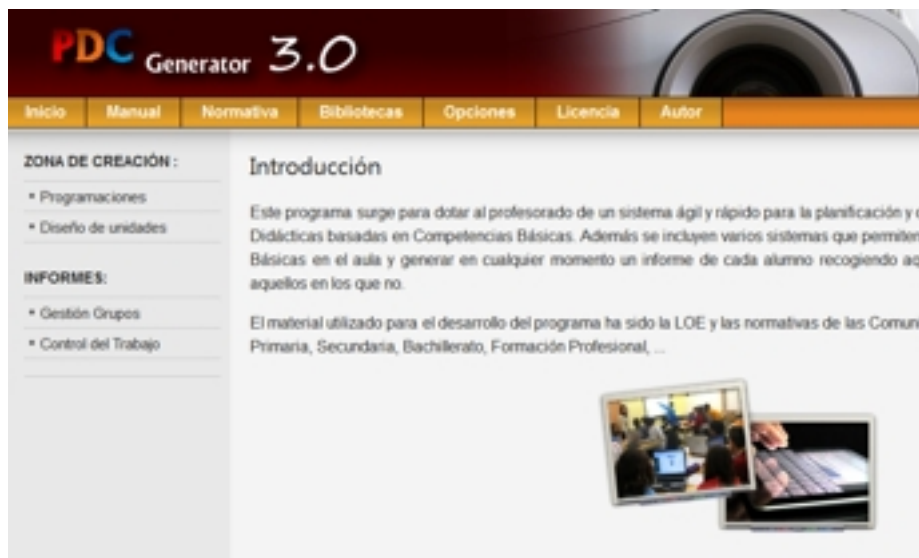 PDC Generator 3.0
Inicio Manual Normativa Bibliotecas Opciones Licencia Autor
ZONA DE CREACIÓN :
Programaciones
Diseño de unidades
INFORMES:
Gestión Grupos
Control del Trabajo
Introducción
Este programa surge para dotar al profesorado de un sistema ágil y rápido para la planificación y
Didácticas basadas en Competencias Básicas. Además se incluyen varios sistemas que permiten
Básicas en el aula y generar en cualquier momento un informe de cada alumno recogiendo
aquellos en los que no.
El material utilizado para el desarrollo del programa ha sido la LOE y las normativas de las
Primaria, Secundaria, Bachillerato, Formación Profesional, ...